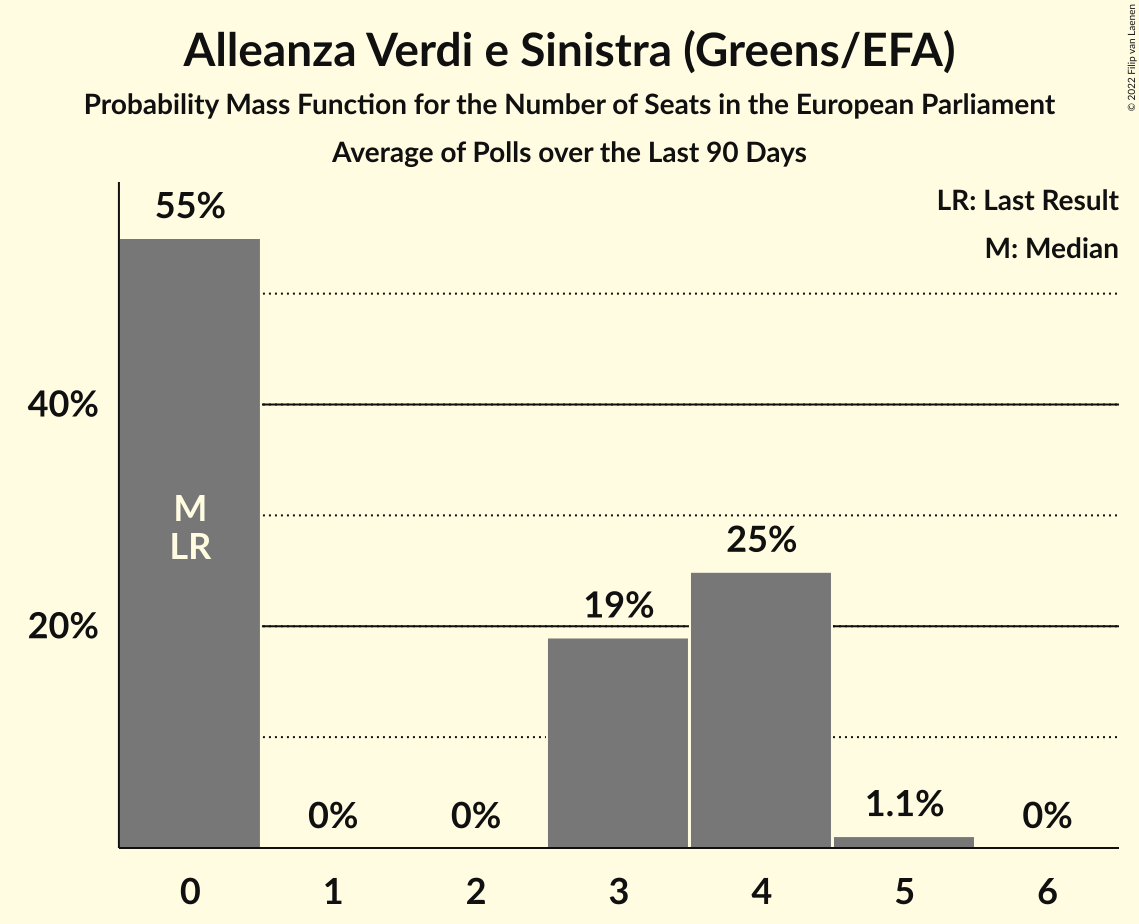 Alleanza Verdi e Sinistra (Greens/EFA)
Probability Mass Function for the Number of Seats in the European Parliament
Average of Polls over the Last 90 Days
© 2022 Filip van Laenen
LR: Last Result
M: Median
55%
40%
20%
M
LR
0%
0%
19%
25%
1.1%
0%
0 1 2 3 4 5 6